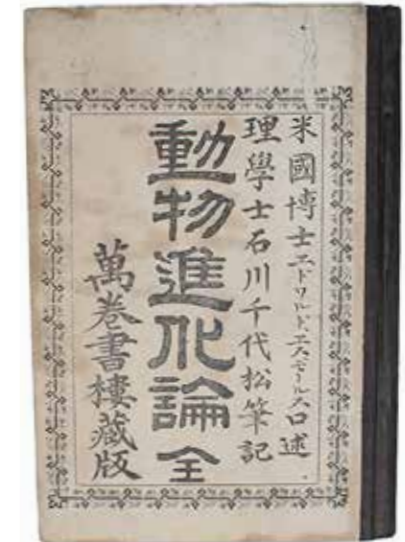 米國博士エドワルド、エス、モールス口述
理學士石川千代松筆記
動物進化論 全
萬卷書樓藏版